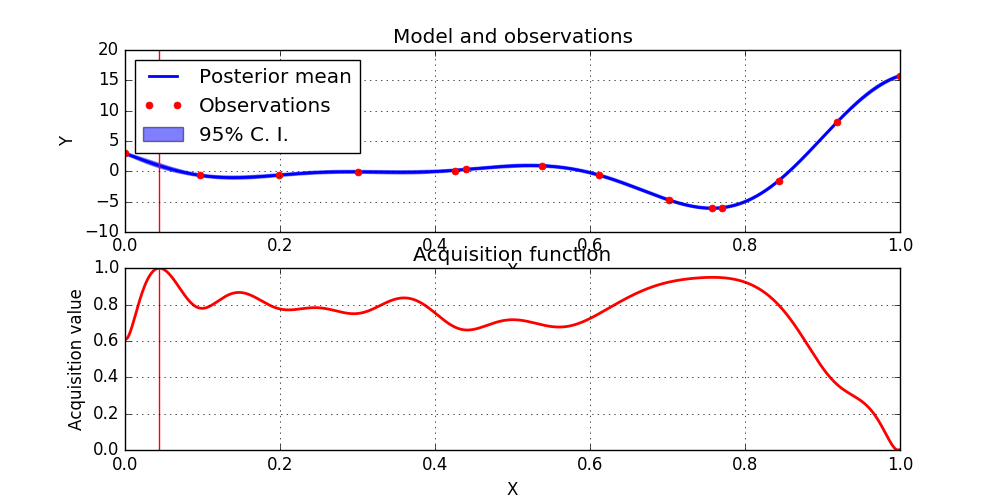 Model and observations
20
15
10
5
0
−5
−10
Y
Posterior mean
Observations
95% C. I.
0.0 0.2 0.4 0.6 0.8 1.0
X
Acquisition function
1.0
0.8
0.6
0.4
0.2
0.0
Acquisition value
0.0 0.2 0.4 0.6 0.8 1.0
X